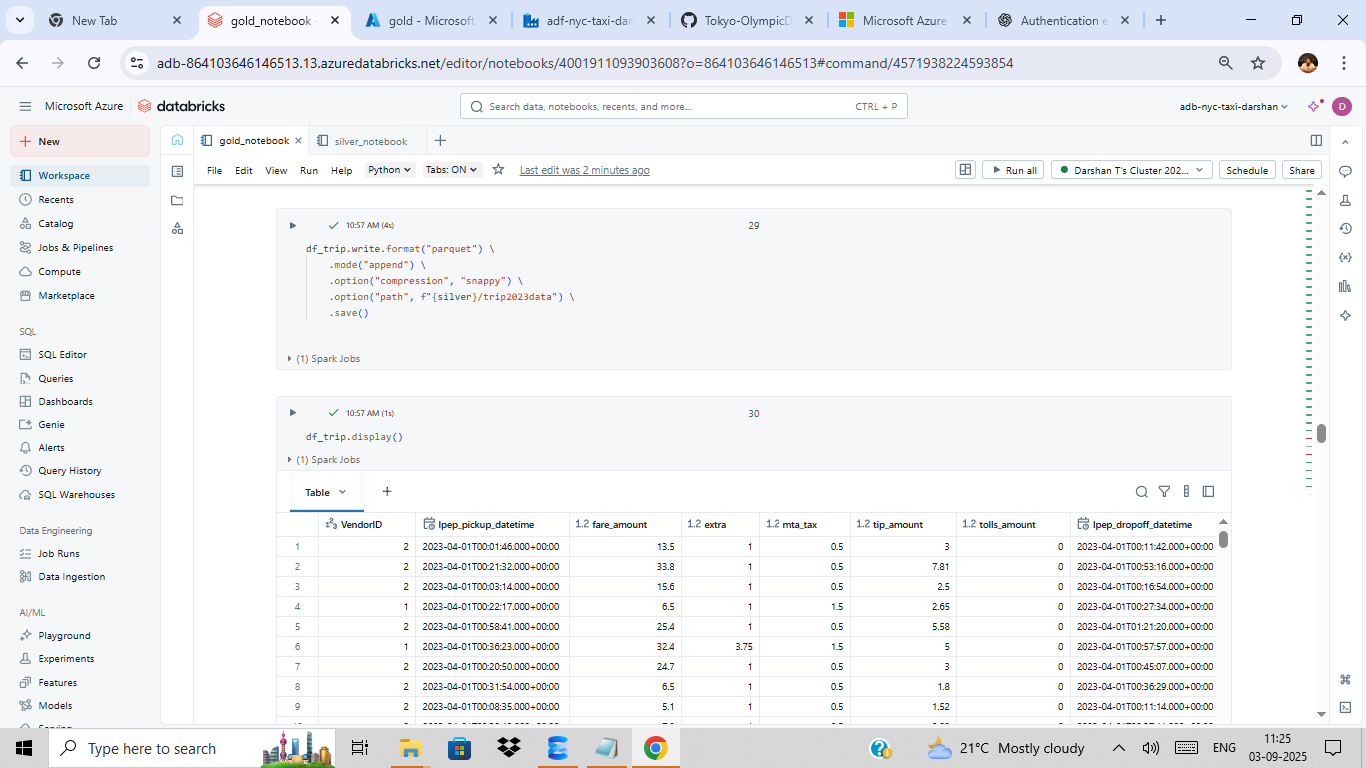 New Tab
gold_notebook -
gold - Microsoft
adf-nyc-taxi-dar
Tokyo-OlympicD
Microsoft Azure
Authentication e
adb-864103646146513.13.azuredatabricks.net/editor/notebooks/400191109390360​8?o=864103646146513#command/4571938224593854
Microsoft Azure
databricks
Search data, notebooks, recents, and more...
CTRL + P
adb-nyc-taxi-darshan
D
New
Workspace
Recents
Catalog
Jobs & Pipelines
Compute
Marketplace
SQL
SQL Editor
Queries
Dashboards
Genie
Alerts
Query History
SQL Warehouses
Data Engineering
Job Runs
Data Ingestion
AI/ML
Playground
Experiments
Features
Models
gold_notebook
silver_notebook
File Edit View Run Help Python Tabs: ON Last edit was 2 minutes ago
Run all
Darshan T's Cluster 202...
Schedule
Share
10:57 AM (4s)
29
df_trip.write.format("parquet") \
.mode("append") \
.option("compression", "snappy") \
.option("path", f"{silver}/trip2023data") \
.save()
(1) Spark Jobs
10:57 AM (1s)
30
df_trip.display()
(1) Spark Jobs
Table
VendorID lpep_pickup_datetime 1.2 fare_amount 1.2 extra 1.2 mta_tax 1.2 tip_amount 1.2 tolls_amount lpep_dropoff_datetime
1 2 2023-04-01T00:01:46.000+00:00 13.5 1 0.5 3 0 2023-04-01T00:11:42.000+00:00
2 2 2023-04-01T00:21:32.000+00:00 33.8 1 0.5 7.81 0 2023-04-01T00:53:16.000+00:00
3 2 2023-04-01T00:03:14.000+00:00 15.6 1 0.5 2.5 0 2023-04-01T00:16:54.000+00:00
4 1 2023-04-01T00:22:17.000+00:00 6.5 1 1.5 2.65 0 2023-04-01T00:27:34.000+00:00
5 2 2023-04-01T00:58:41.000+00:00 25.4 1 0.5 5.58 0 2023-04-01T01:21:20.000+00:00
6 1 2023-04-01T00:36:23.000+00:00 32.4 3.75 1.5 5 0 2023-04-01T00:57:57.000+00:00
7 2 2023-04-01T00:20:50.000+00:00 24.7 1 0.5 3 0 2023-04-01T00:45:07.000+00:00
8 2 2023-04-01T00:31:54.000+00:00 6.5 1 0.5 1.8 0 2023-04-01T00:36:29.000+00:00
9 2 2023-04-01T00:08:35.000+00:00 5.1 1 0.5 1.52 0 2023-04-01T00:11:14.000+00:00
Type here to search
21°C Mostly cloudy
ENG
11:25
03-09-2025